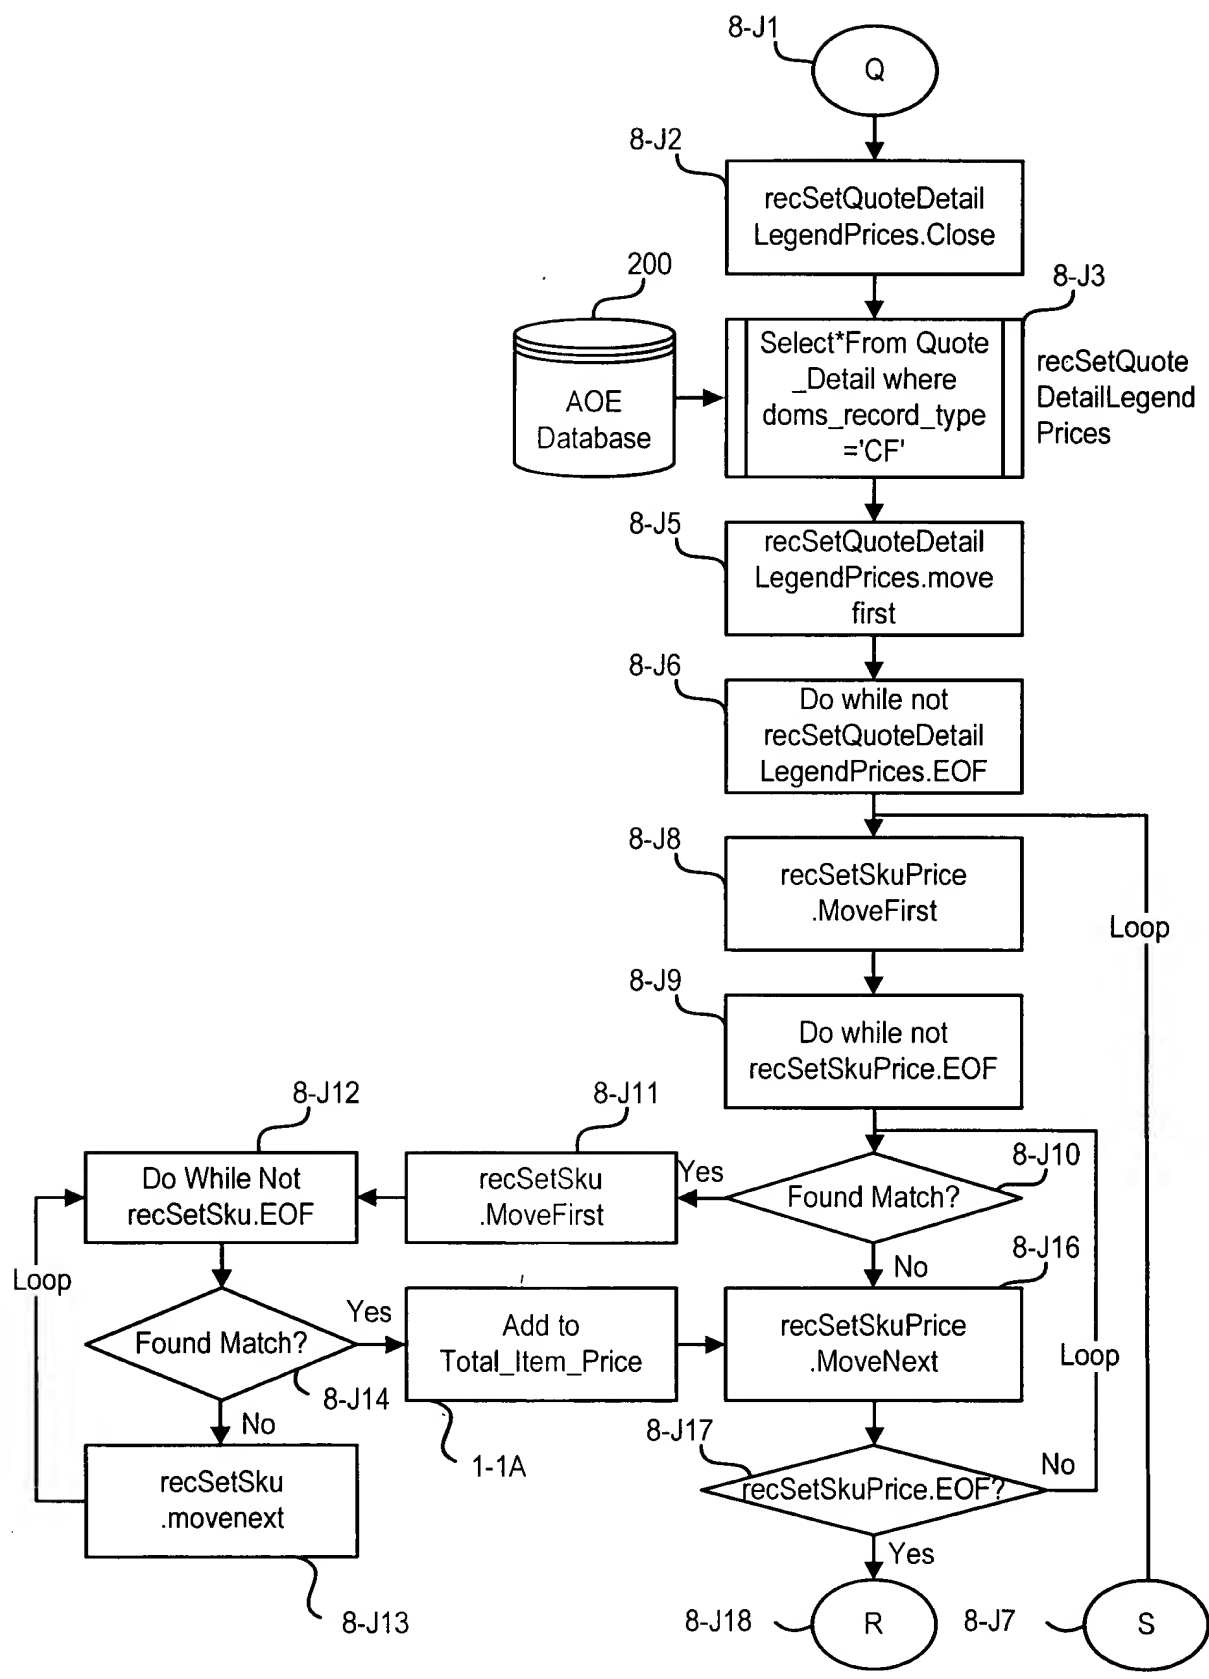 8-J1
Q
8-J2
recSetQuoteDetail
LegendPrices.Close
200
8-J3
AOE
Database
Select*From Quote
_Detail where
doms_record_type
='CF'
recSetQuote
DetailLegend
Prices
8-J5
recSetQuoteDetail
LegendPrices.move
first
8-J6
Do while not
recSetQuoteDetail
LegendPrices.EOF
8-J8
recSetSkuPrice
.MoveFirst
Loop
8-J9
Do while not
recSetSkuPrice.EOF
8-J12
8-J11
8-J10
Do While Not
recSetSku.EOF
recSetSku
.MoveFirst
Yes
Found Match?
No
8-J16
Loop
Found Match?
Yes
8-J14
Add to
Total_Item_Price
1-1A
recSetSkuPrice
.MoveNext
Loop
No
recSetSku
.movenext
8-J13
8-J17
recSetSkuPrice.EOF?
No
Yes
8-J18
R
8-J7
S